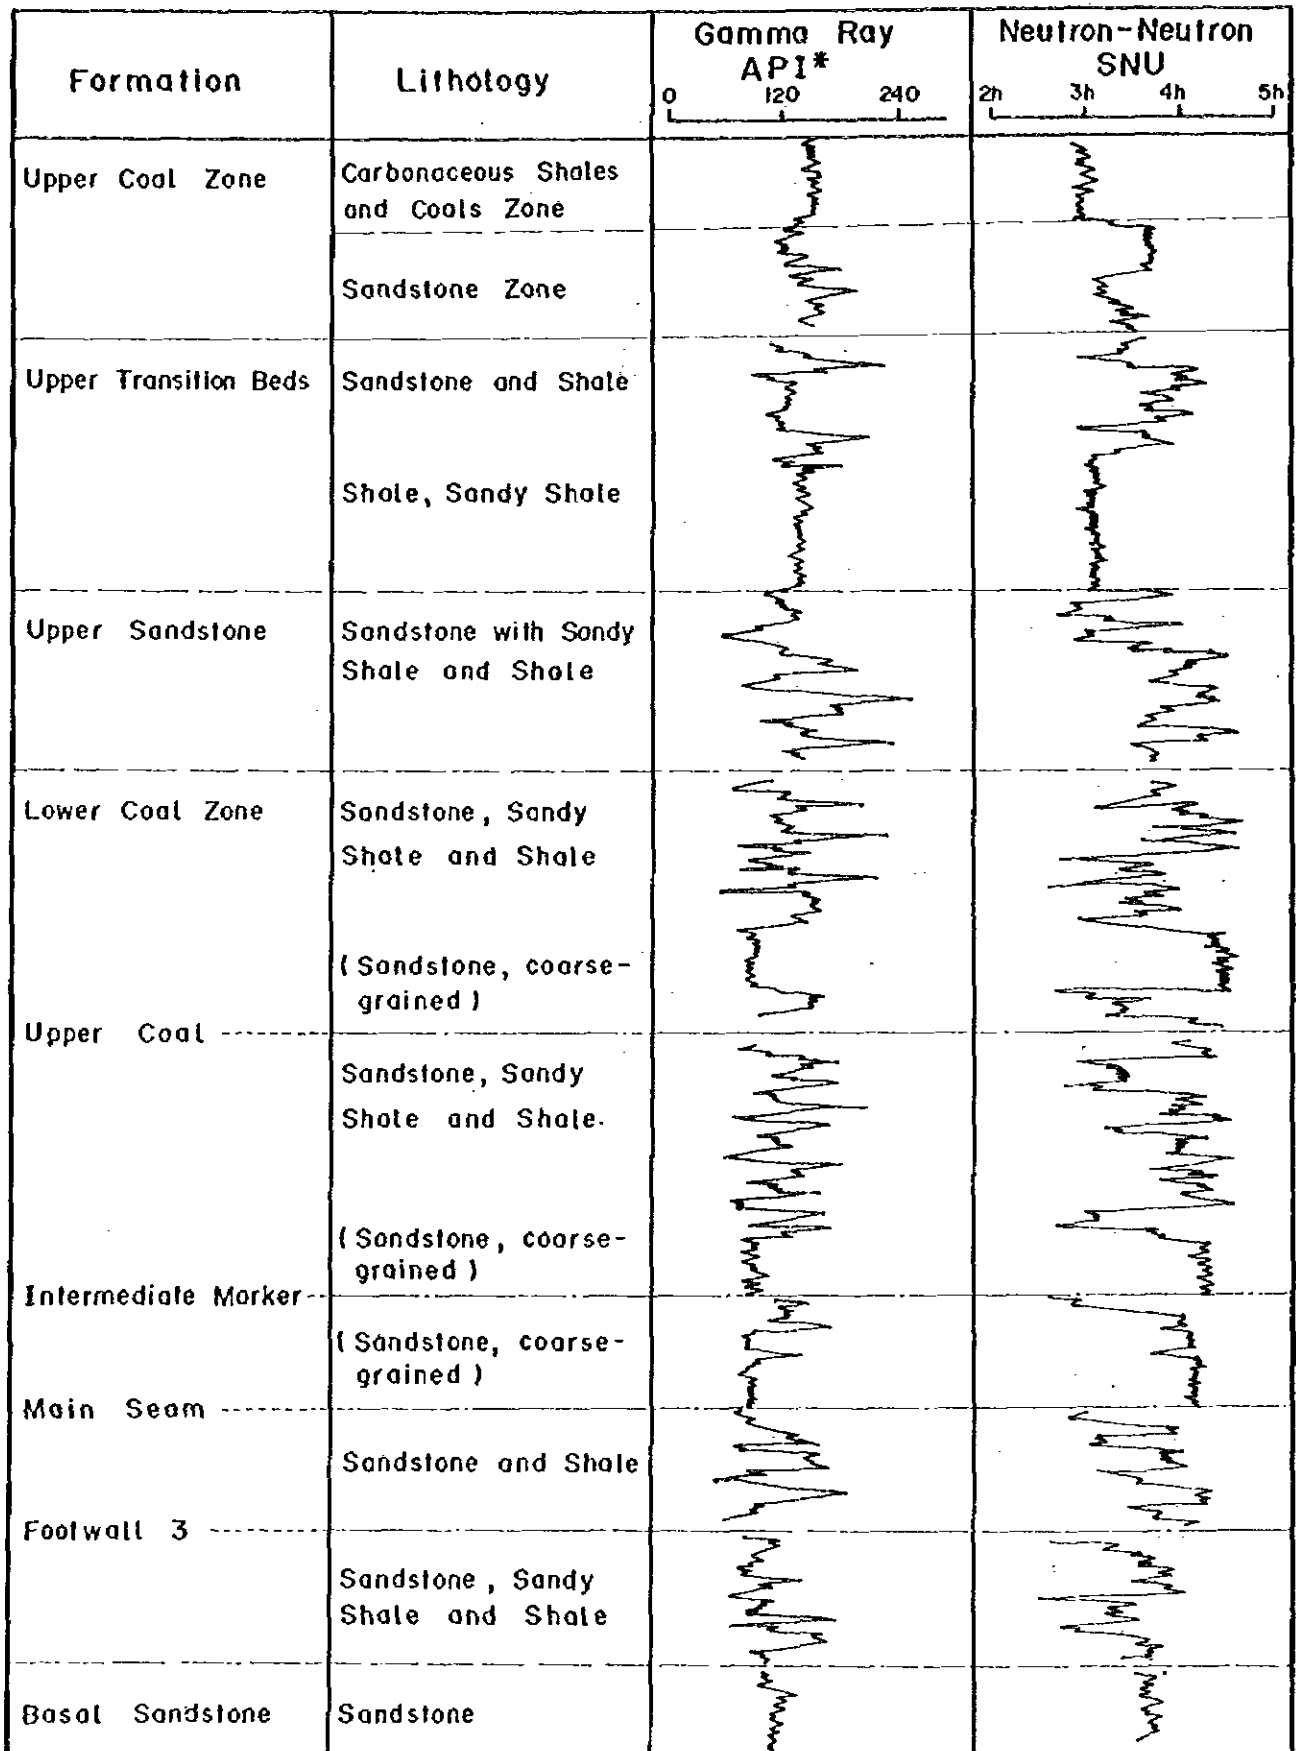 Formation
Lithology
Gamma Ray
API*
0 120 240
Neutron-Neutron
SNU
2h 3h 4h 5h
Upper Coal Zone
Carbonaceous Shales
and Coals Zone
Sandstone Zone
Upper Transition Beds
Sandstone and Shale
Shale, Sandy Shale
Upper Sandstone
Sandstone with Sandy
Shale and Shale
Lower Coal Zone
Sandstone, Sandy
Shale and Shale
(Sandstone, coarse-
grained)
Upper Coal
Sandstone, Sandy
Shale and Shale.
(Sandstone, coarse-
grained)
Intermediate Marker
(Sandstone, coarse-
grained)
Main Seam
Sandstone and Shale
Footwall 3
Sandstone, Sandy
Shale and Shale
Basal Sandstone
Sandstone